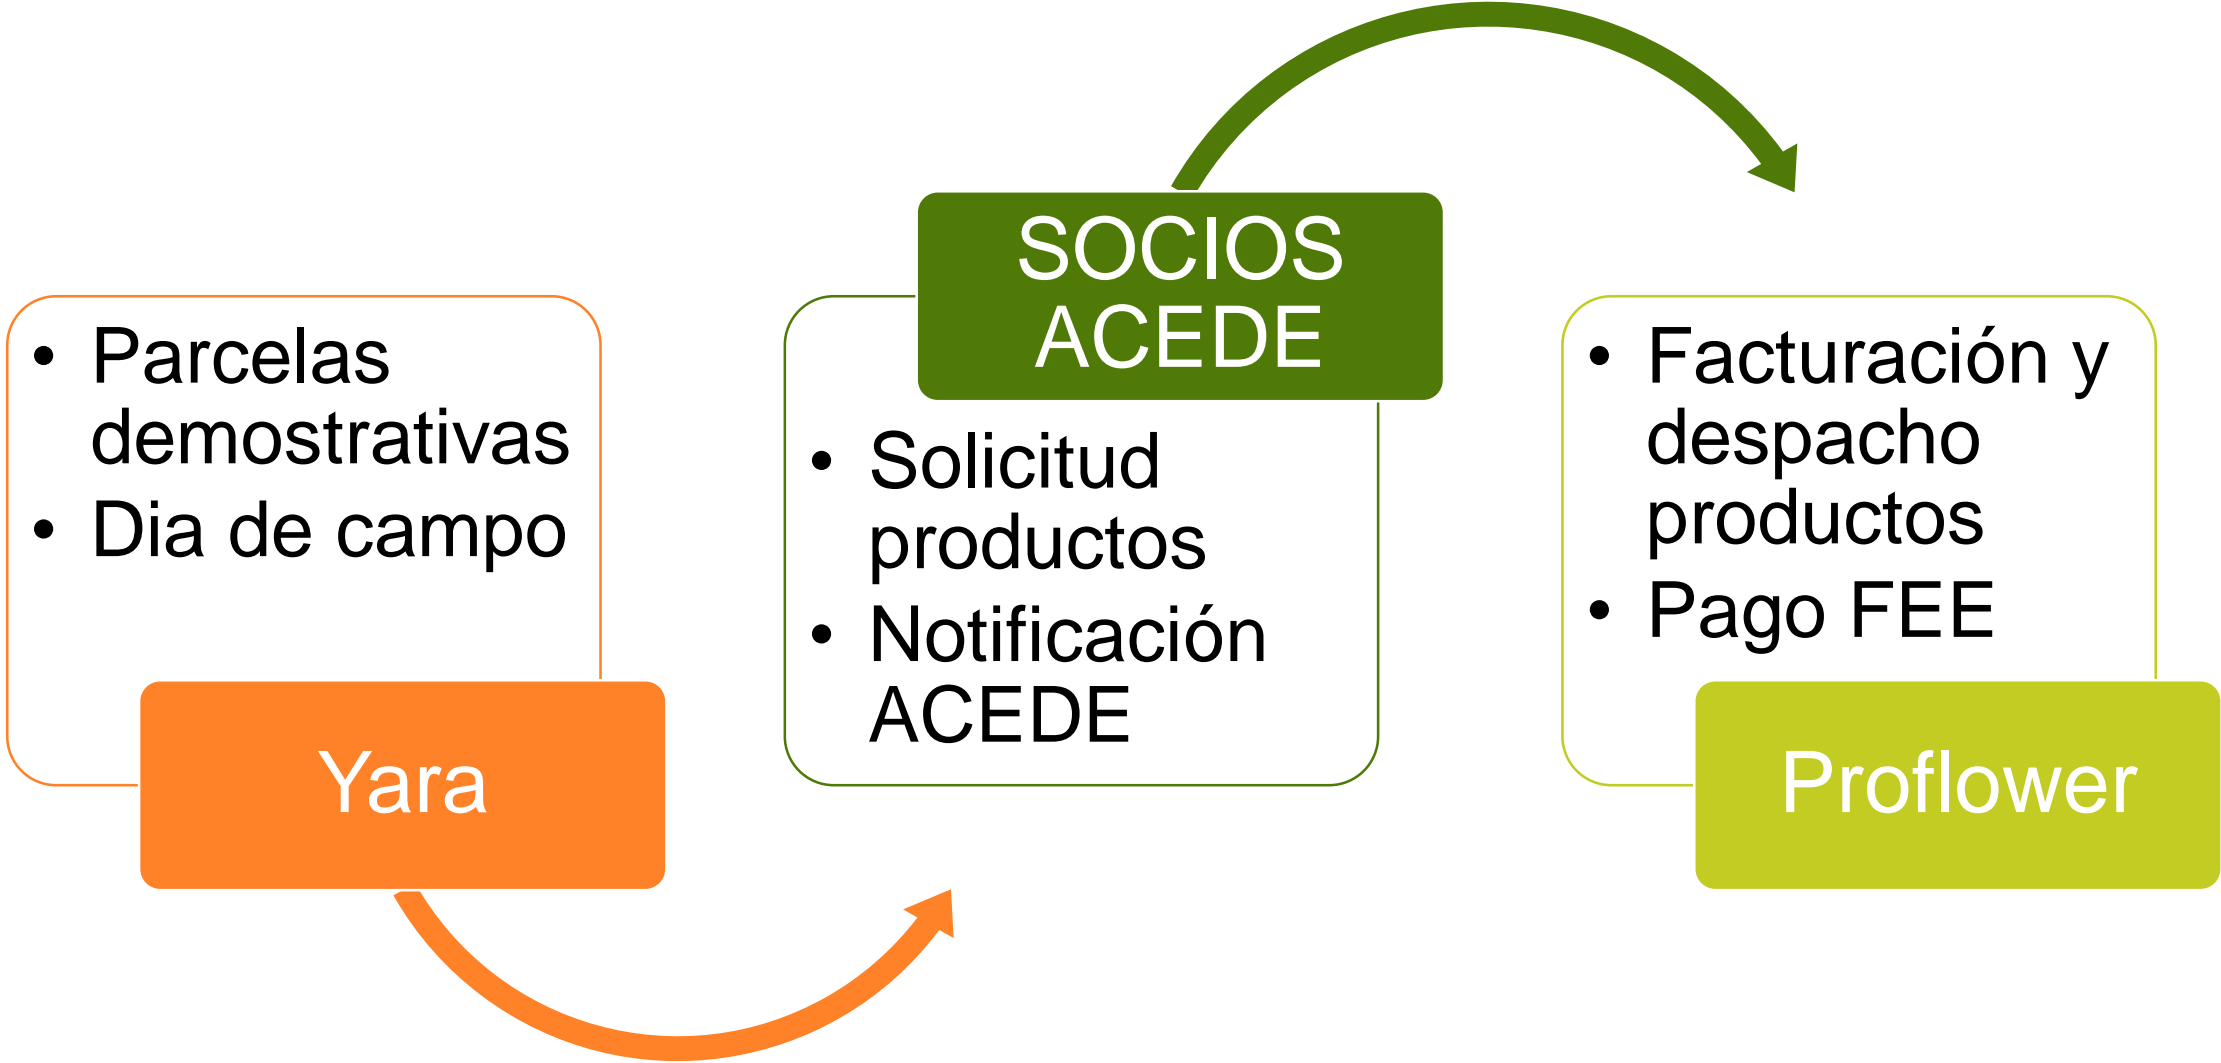 • Parcelas
demostrativas
• Dia de campo
Yara
SOCIOS
ACEDE
• Solicitud
productos
• Notificación
ACEDE
• Facturación y
despacho
productos
• Pago FEE
Proflower